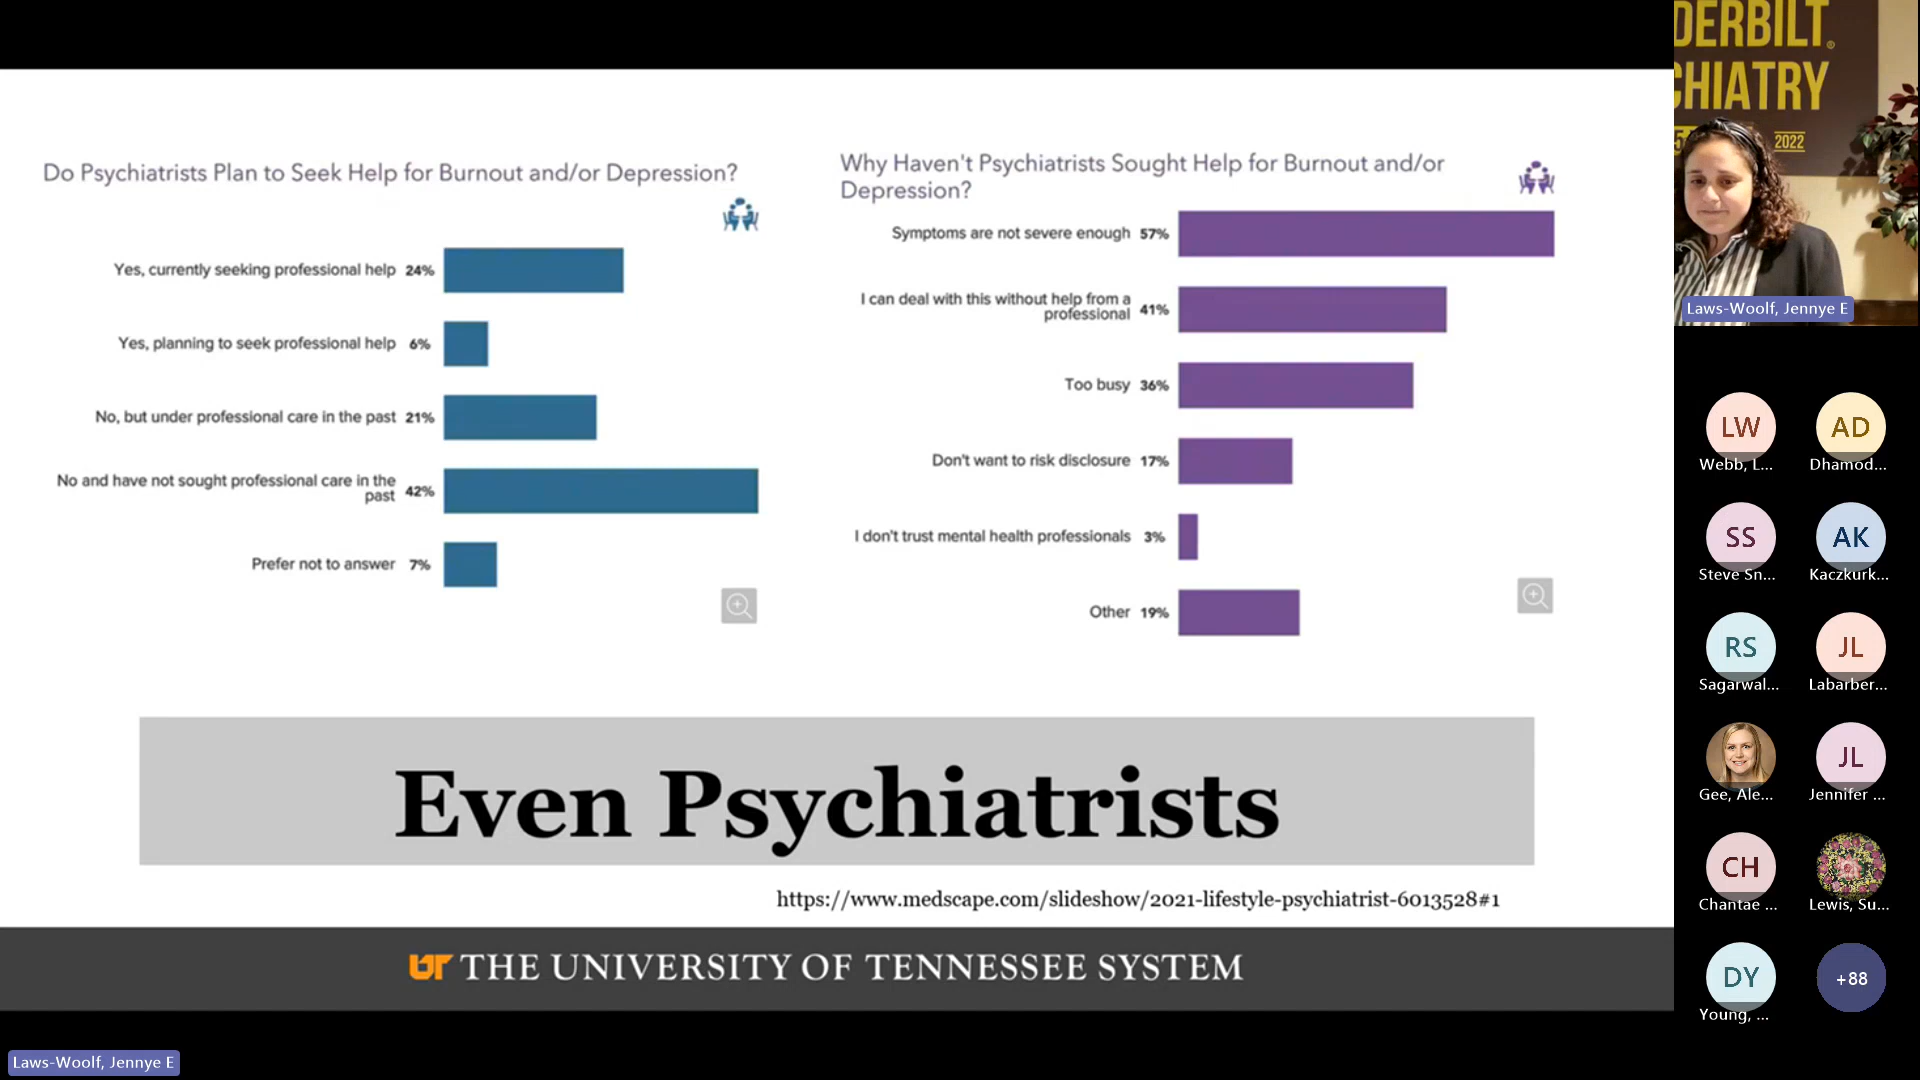 Do Psychiatrists Plan to Seek Help for Burnout and/or Depression?
Yes, currently seeking professional help 24%
Yes, planning to seek professional help 6%
No, but under professional care in the past 21%
No and have not sought professional care in the
past 42%
Prefer not to answer 7%
Why Haven't Psychiatrists Sought Help for Burnout and/or
Depression?
Symptoms are not severe enough 57%
I can deal with this without help from a
professional 41%
Too busy 36%
Don't want to risk disclosure 17%
I don't trust mental health professionals 3%
Other 19%
Even Psychiatrists
https://www.medscape.com/slideshow/2021-lifestyle-psychiatrist-6013528#1
UT THE UNIVERSITY OF TENNESSEE SYSTEM
Laws-Woolf, Jennye E
DERBILT®
CHIATRY
5 2022
Laws-Woolf, Jennye E
LW
Webb, L...
AD
Dhamod...
SS
Steve Sn...
AK
Kaczkurk...
RS
Sagarwal...
JL
Labarber...
Gee, Ale...
JL
Jennifer ...
CH
Chantae ...
Lewis, Su...
DY
Young, ...
+88